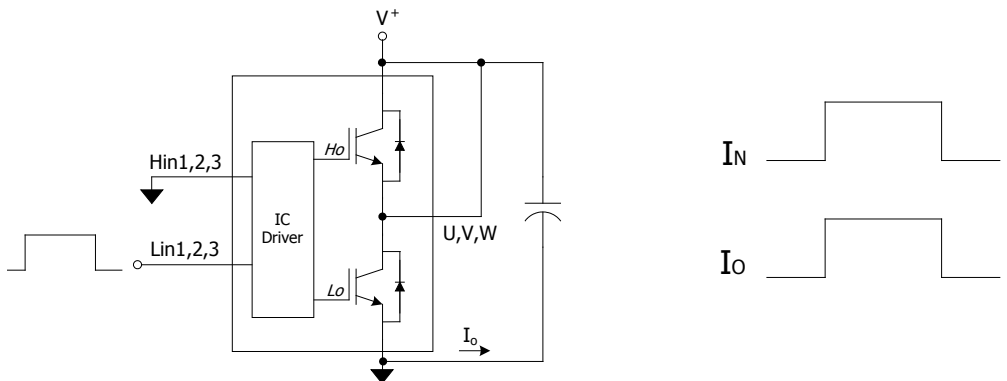 V+
Hin1,2,3
Ho
IC
Driver
U,V,W
Lin1,2,3
Lo
Io
IN
IO